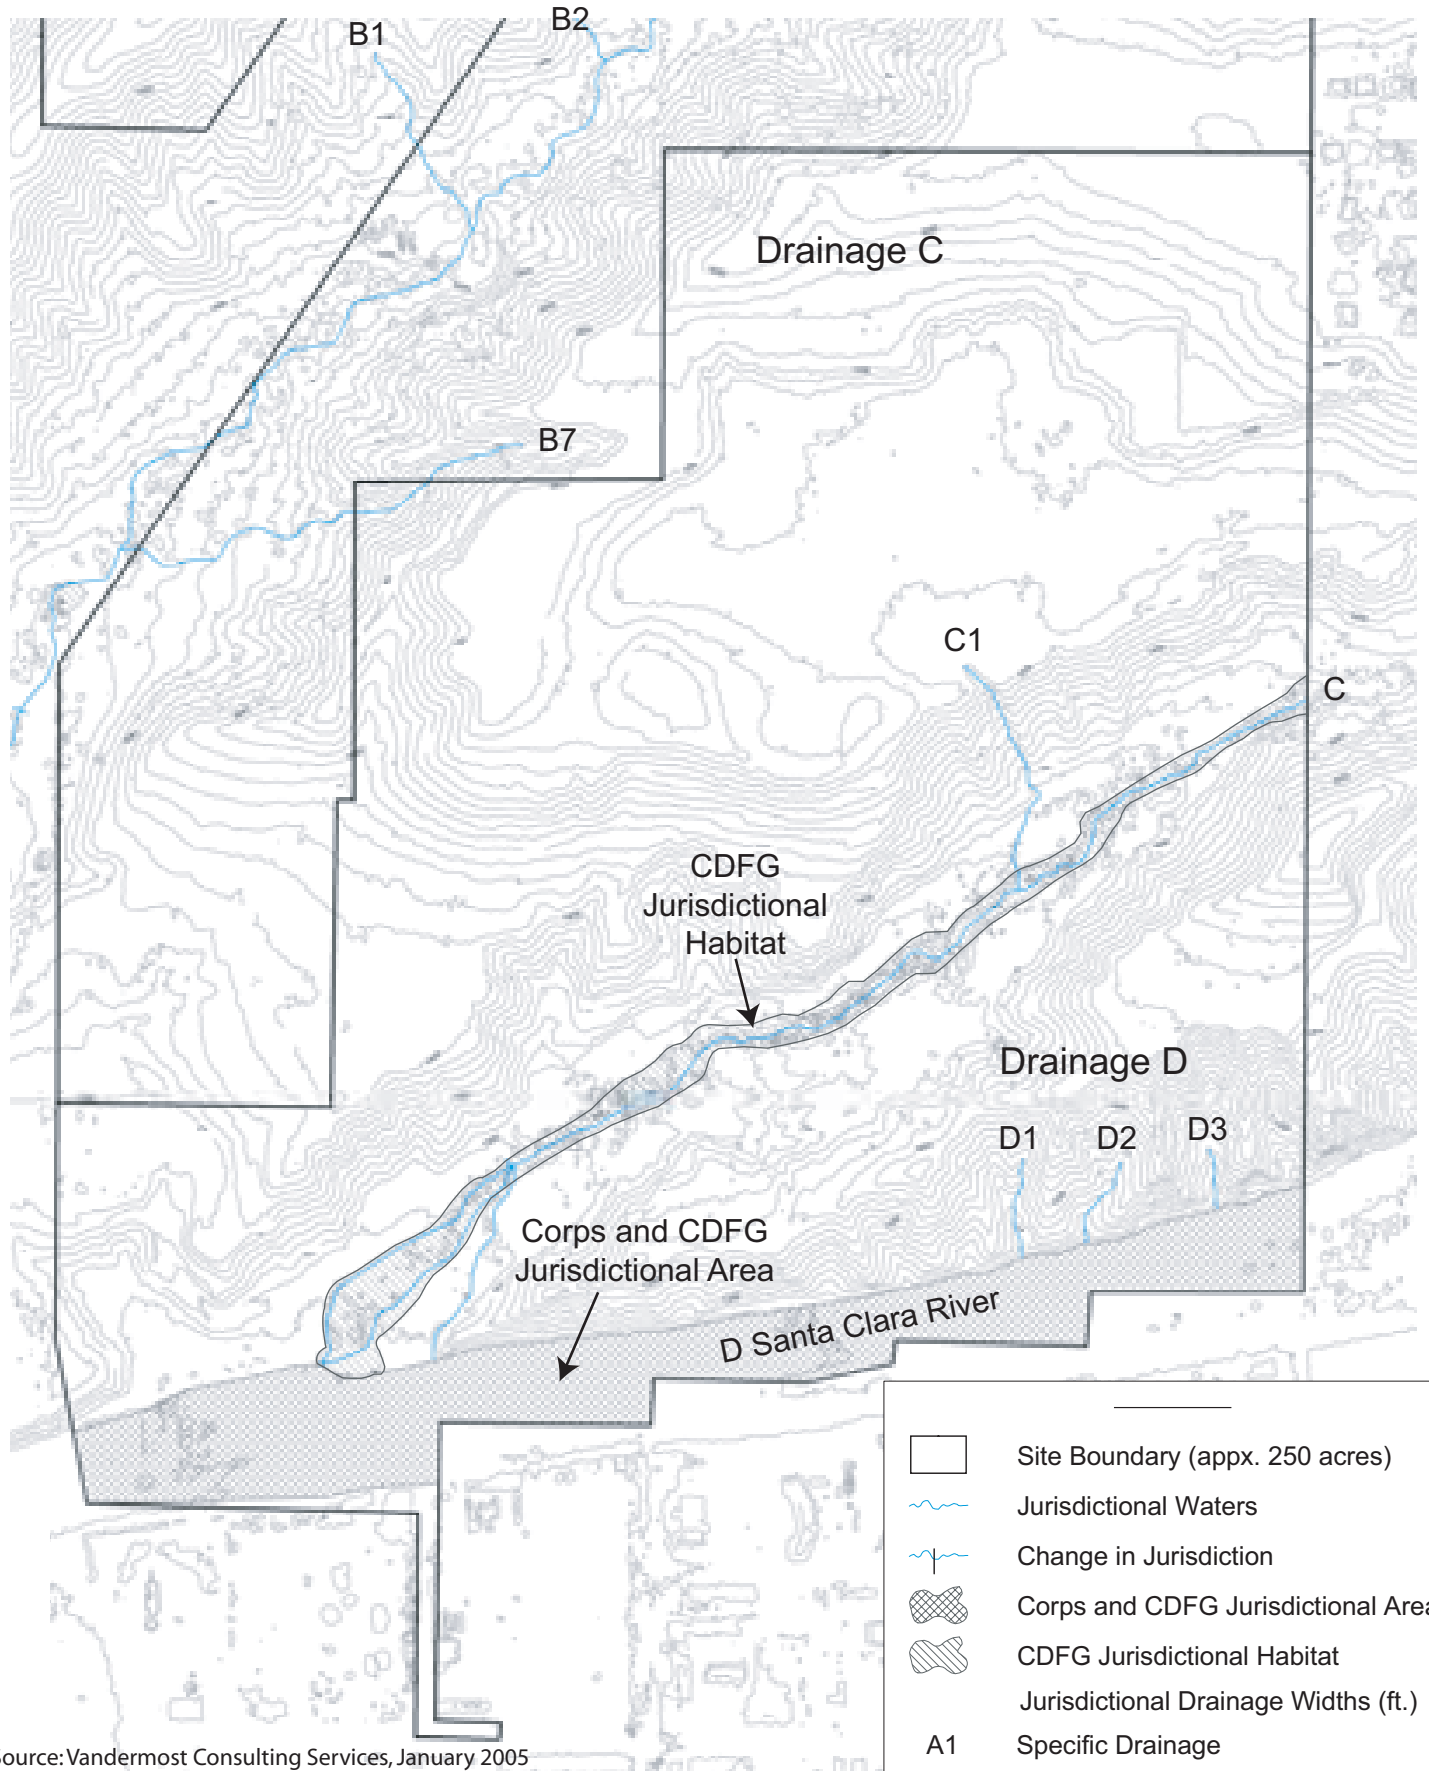 B1
B2
Drainage C
B7
C1
C
CDFG
Jurisdictional
Habitat
Drainage D
D1
D2
D3
Corps and CDFG
Jurisdictional Area
D Santa Clara River
Site Boundary (appx. 250 acres)
Jurisdictional Waters
Change in Jurisdiction
Corps and CDFG Jurisdictional Area
CDFG Jurisdictional Habitat
Jurisdictional Drainage Widths (ft.)
A1 Specific Drainage
Source: Vandermost Consulting Services, January 2005